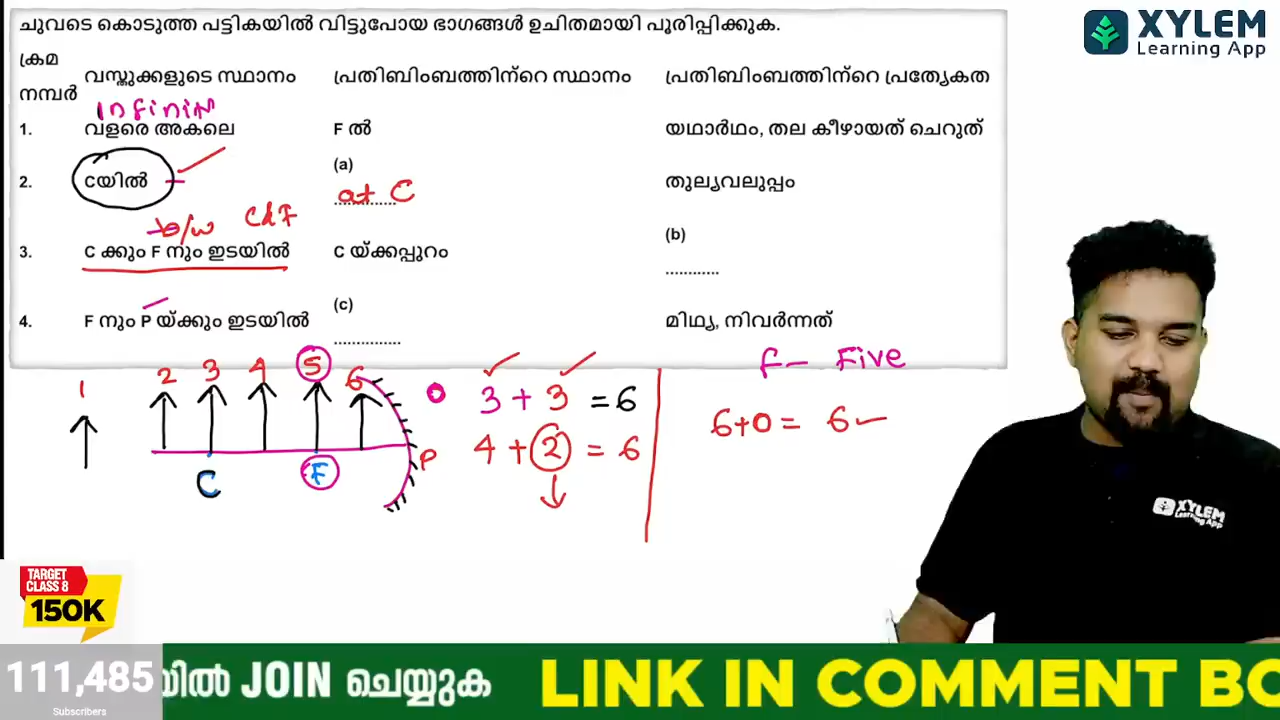 ചുവടെ കൊടുത്ത പട്ടികയിൽ വിട്ടുപോയ ഭാഗങ്ങൾ ഉചിതമായി പൂരിപ്പിക്കുക.
XYLEM
Learning App
ക്രമ
നമ്പർ
വസ്തുക്കളുടെ സ്ഥാനം
പ്രതിബിംബത്തിന്റെ സ്ഥാനം
പ്രതിബിംബത്തിന്റെ പ്രത്യേകത
1. വളരെ അകലെ F ൽ യഥാർഥം, തല കീഴായത് ചെറുത്
(a)
2. Cയിൽ ............ തുല്യവലുപ്പം
at C
b/w C & F
(b)
3. C ക്കും F നും ഇടയിൽ C യ്ക്കപ്പുറം
............
(c)
4. F നും P യ്ക്കും ഇടയിൽ മിഥ്യ, നിവർന്നത്
...............
1 2 3 4 5 6
C F P
3 + 3 = 6
4 + 2 = 6
F – Five
6+0 = 6
XYLEM
Learning App
TARGET
CLASS 8
150K
111,485
Subscribers
യിൽ JOIN ചെയ്യുക
LINK IN COMMENT BO